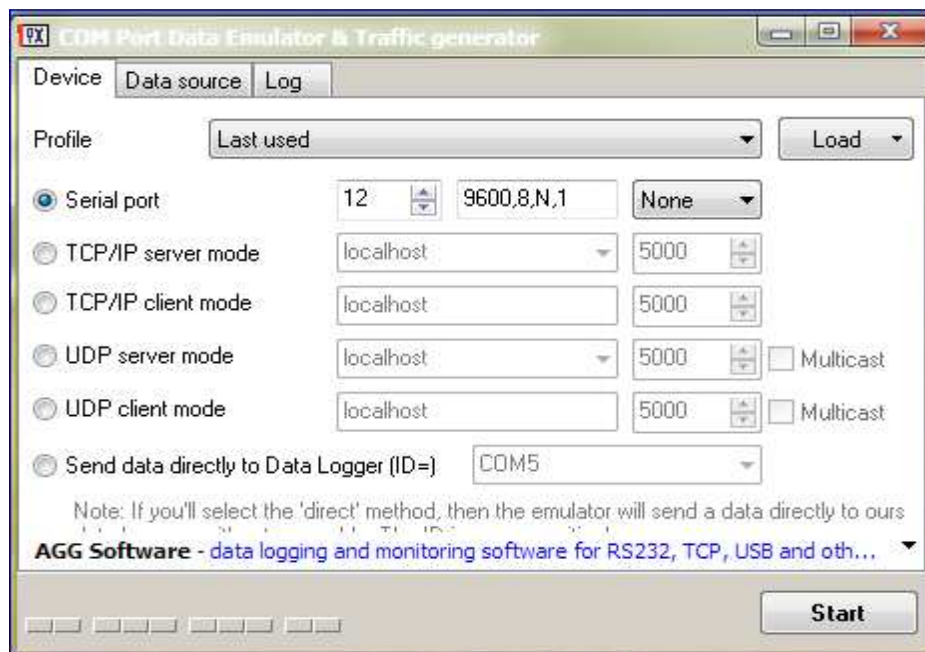 COM Port Data Emulator & Traffic generator
Device Data source Log
Profile Last used Load
Serial port 12 9600,8,N,1 None
TCP/IP server mode localhost 5000
TCP/IP client mode localhost 5000
UDP server mode localhost 5000 Multicast
UDP client mode localhost 5000 Multicast
Send data directly to Data Logger (ID=) COM5
Note: If you'll select the 'direct' method, then the emulator will send a data directly to ours
AGG Software - data logging and monitoring software for RS232, TCP, USB and oth...
Start